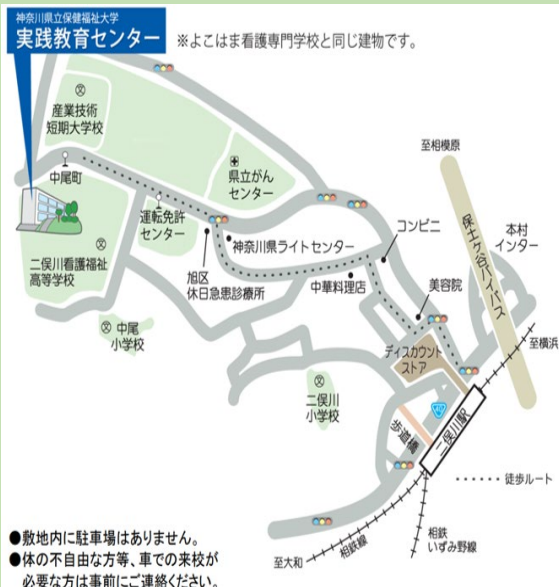 神奈川県立保健福祉大学
実践教育センター
※よこはま看護専門学校と同じ建物です。
産業技術
短期大学校
中尾町
県立がん
センター
至相模原
保土ヶ谷バイパス
本村
インター
運転免許
センター
コンビニ
神奈川県ライトセンター
二俣川看護福祉
高等学校
旭区
休日急患診療所
中華料理店
美容院
至横浜
中尾
小学校
ディスカウント
ストア
二俣川
小学校
歩道橋
二俣川駅
徒歩ルート
相鉄
いずみ野線
相鉄線
至大和
●敷地内に駐車場はありません。
●体の不自由な方等、車での来校が
必要な方は事前にご連絡ください。